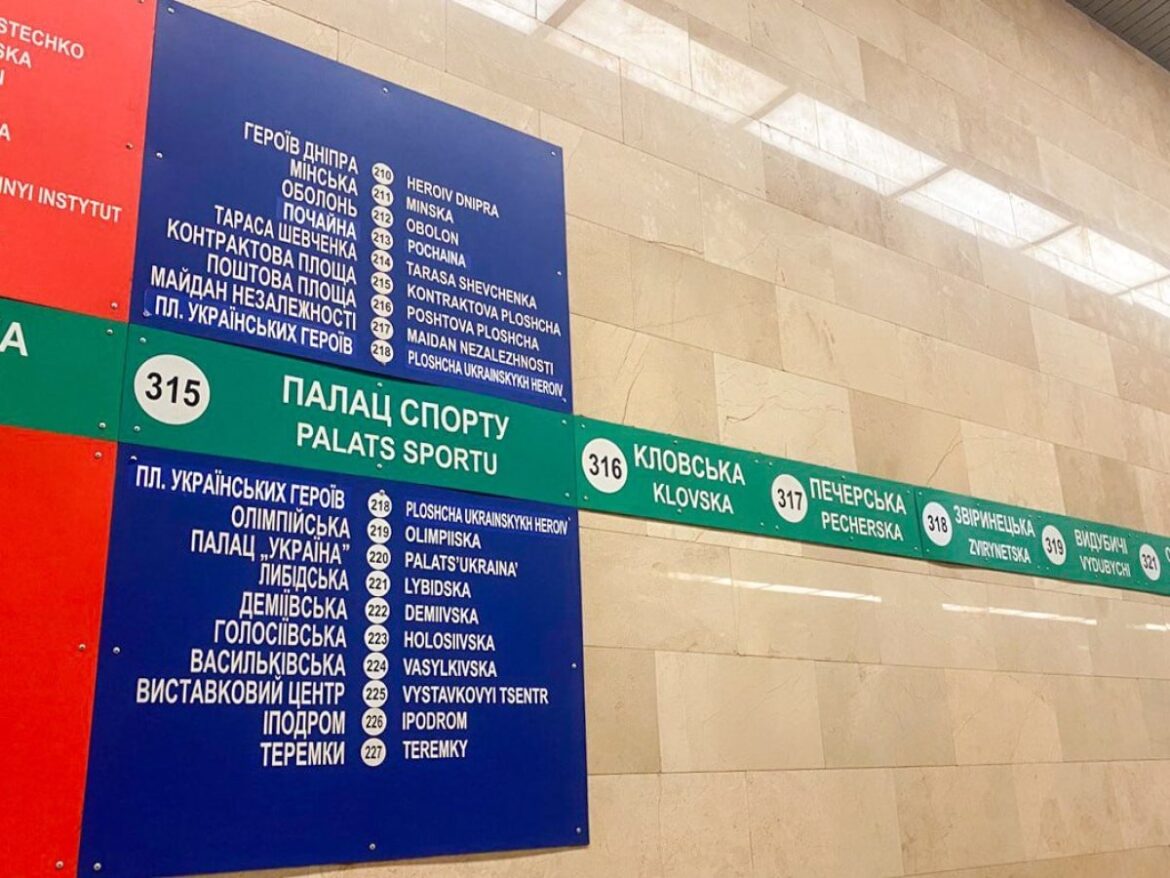 STECHKO
SKA
A
NYI INSTYTUT
ГЕРОЇВ ДНІПРА 210 HEROIV DNIPRA
МІНСЬКА 211 MINSKA
ОБОЛОНЬ 212 OBOLON
ПОЧАЙНА 213 POCHAINA
ТАРАСА ШЕВЧЕНКА 214 TARASA SHEVCHENKA
КОНТРАКТОВА ПЛОЩА 215 KONTRAKTOVA PLOSHCHA
ПОШТОВА ПЛОЩА 216 POSHTOVA PLOSHCHA
МАЙДАН НЕЗАЛЕЖНОСТІ 217 MAIDAN NEZALEZHNOSTI
ПЛ. УКРАЇНСЬКИХ ГЕРОЇВ 218 PLOSHCHA UKRAINSKYKH HEROIV
А
315 ПАЛАЦ СПОРТУ
PALATS SPORTU
316 КЛОВСЬКА
KLOVSKA
317 ПЕЧЕРСЬКА
PECHERSKA
318 ЗВІРИНЕЦЬКА
ZVIRYNETSKA
319 ВИДУБИЧІ
VYDUBYCHI
321
ПЛ. УКРАЇНСЬКИХ ГЕРОЇВ 218 PLOSHCHA UKRAINSKYKH HEROIV
ОЛІМПІЙСЬКА 219 OLIMPIISKA
ПАЛАЦ „УКРАЇНА” 220 PALATS'UKRAINA'
ЛИБІДСЬКА 221 LYBIDSKA
ДЕМІЇВСЬКА 222 DEMIIVSKA
ГОЛОСІЇВСЬКА 223 HOLOSIIVSKA
ВАСИЛЬКІВСЬКА 224 VASYLKIVSKA
ВИСТАВКОВИЙ ЦЕНТР 225 VYSTAVKOVYI TSENTR
ІПОДРОМ 226 IPODROM
ТЕРЕМКИ 227 TEREMKY